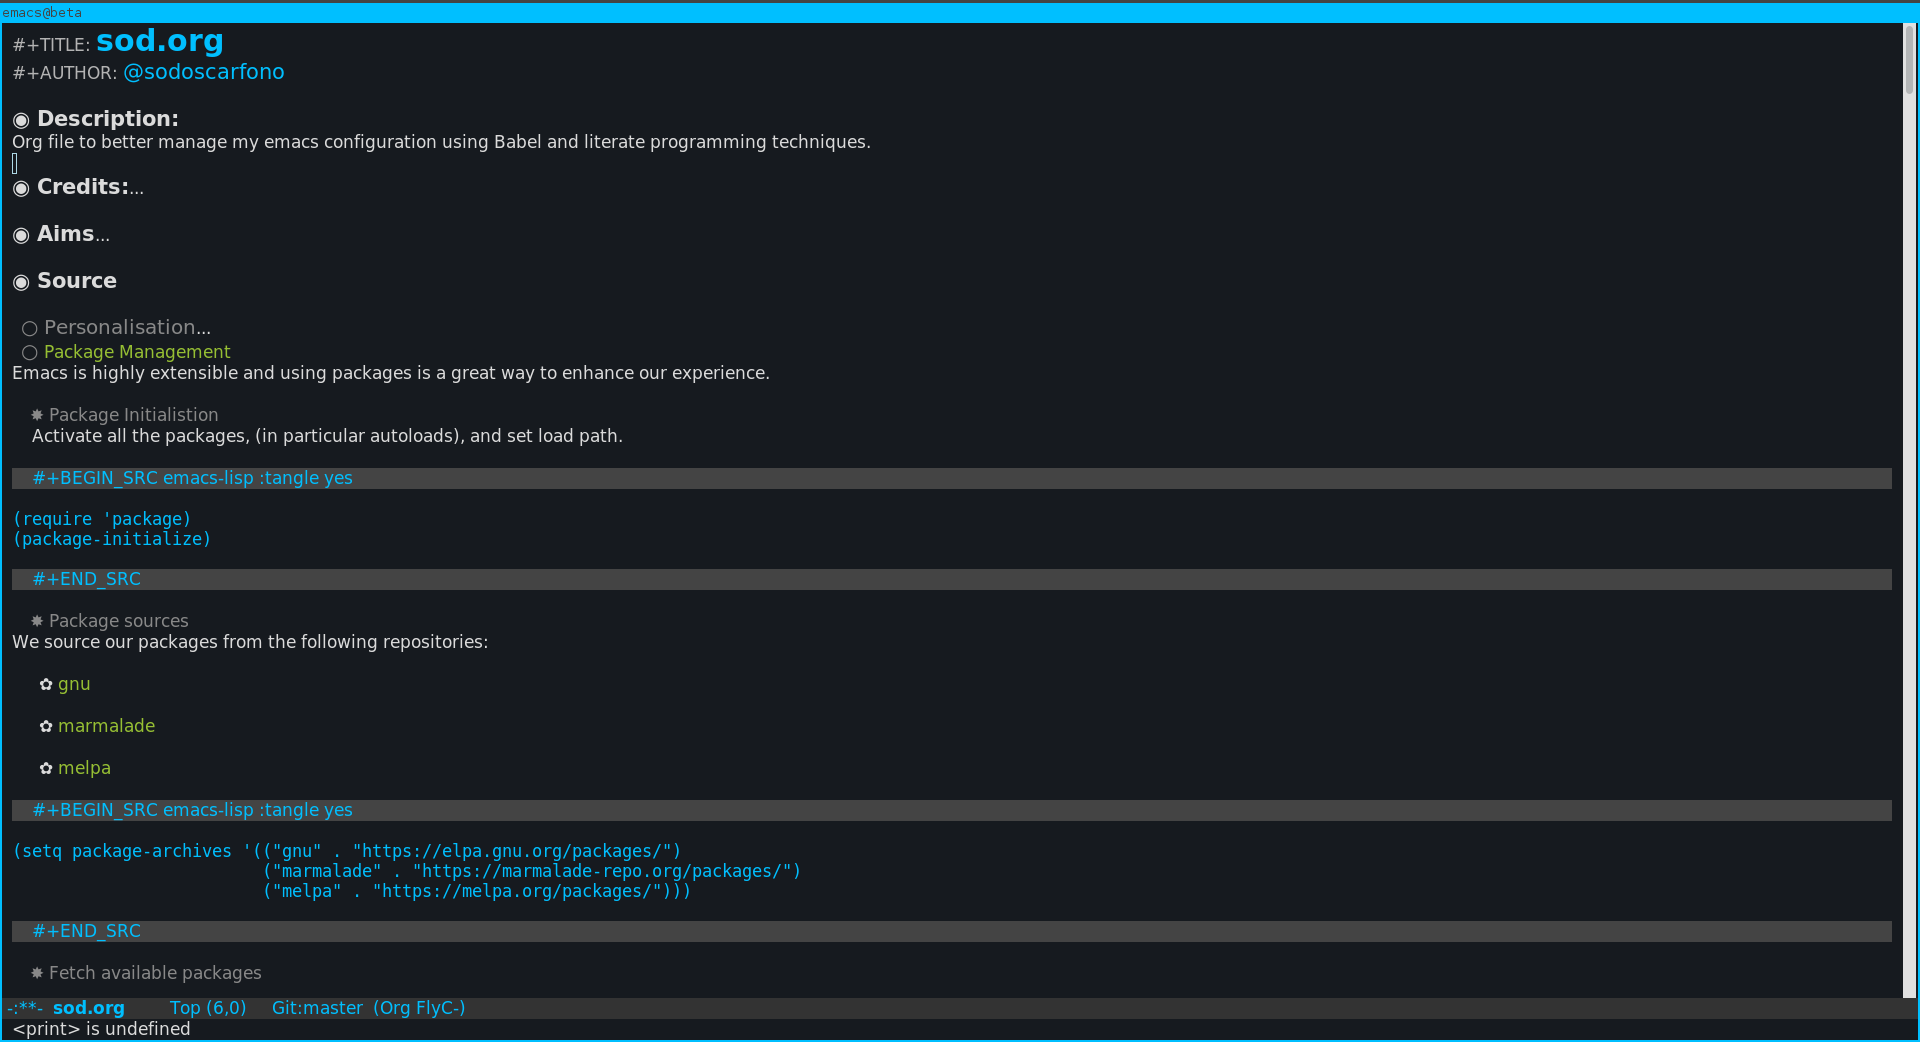 emacs@beta
#+TITLE: sod.org
#+AUTHOR: @sodoscarfono
◉ Description:
Org file to better manage my emacs configuration using Babel and literate programming techniques.
◉ Credits:...
◉ Aims...
◉ Source
○ Personalisation...
○ Package Management
Emacs is highly extensible and using packages is a great way to enhance our experience.
✸ Package Initialistion
Activate all the packages, (in particular autoloads), and set load path.
#+BEGIN_SRC emacs-lisp :tangle yes
(require 'package)
(package-initialize)
#+END_SRC
✸ Package sources
We source our packages from the following repositories:
✿ gnu
✿ marmalade
✿ melpa
#+BEGIN_SRC emacs-lisp :tangle yes
(setq package-archives '(("gnu" . "https://elpa.gnu.org/packages/")
("marmalade" . "https://marmalade-repo.org/packages/")
("melpa" . "https://melpa.org/packages/")))
#+END_SRC
✸ Fetch available packages
-:**- sod.org Top (6,0) Git:master (Org FlyC-)
<print> is undefined